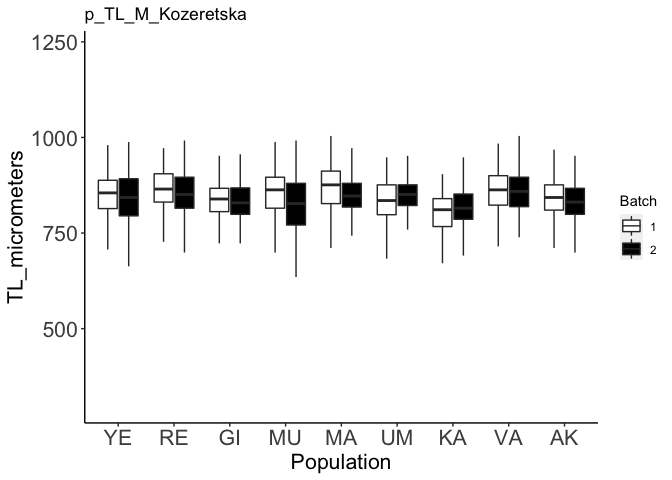 p_TL_M_Kozeretska
1250
1000
750
500
TL_micrometers
YE RE GI MU MA UM KA VA AK
Population
Batch
1
2